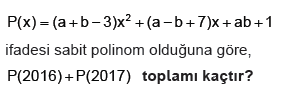 P(x) = (a + b – 3)x² + (a – b + 7)x + ab + 1
ifadesi sabit polinom olduğuna göre,
P(2016) + P(2017) toplamı kaçtır?